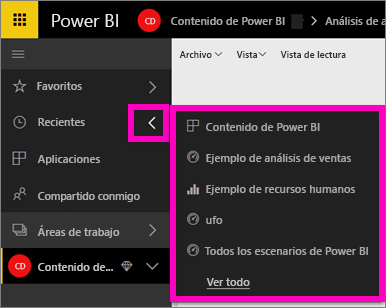 Power BI
CD
Contenido de Power BI
Análisis de a
Archivo
Vista
Vista de lectura
Favoritos
Recientes
Aplicaciones
Compartido conmigo
Áreas de trabajo
CD
Contenido de...
Contenido de Power BI
Ejemplo de análisis de ventas
Ejemplo de recursos humanos
ufo
Todos los escenarios de Power BI
Ver todo